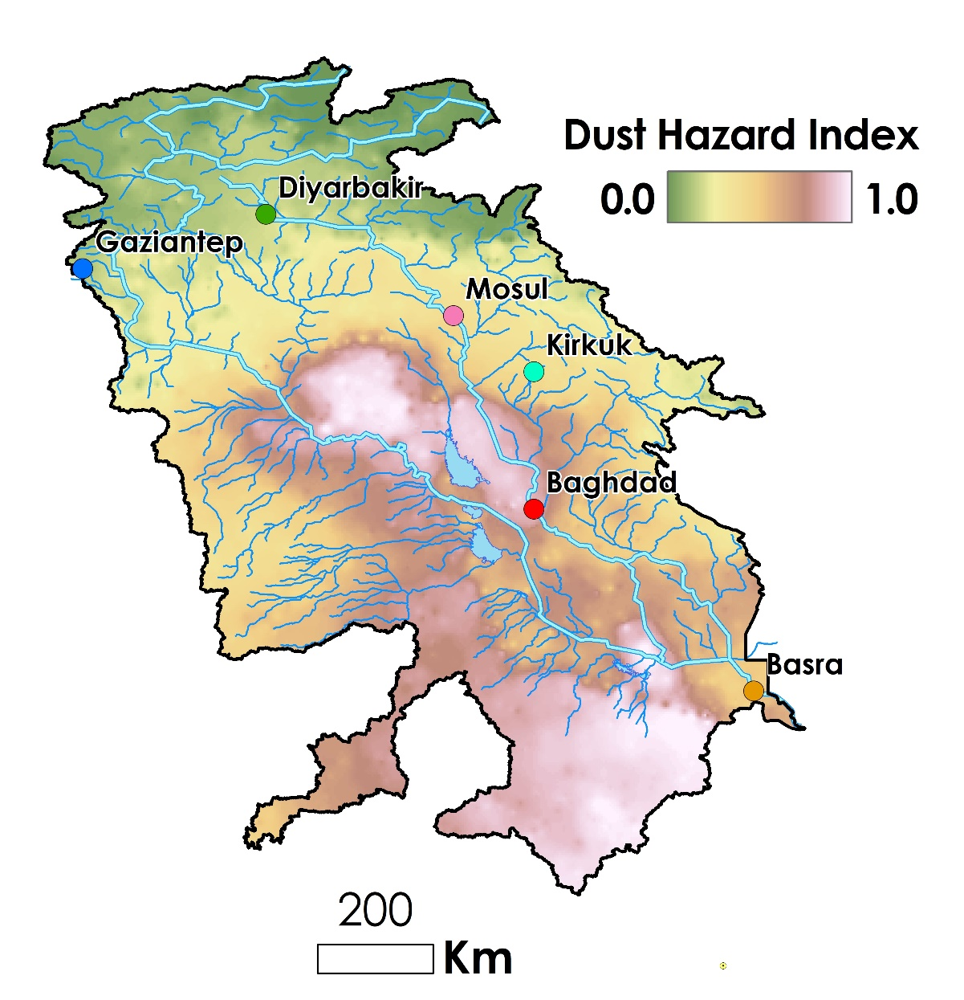 Dust Hazard Index
0.0 1.0
Diyarbakir
Gaziantep
Mosul
Kirkuk
Baghdad
Basra
200
Km